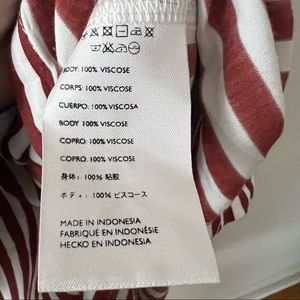 BODY: 100% VISCOSE
CORPS: 100% VISCOSE
CUERPO: 100% VISCOSA
BODY 100% VISCOSE
COPRO: 100% VISCOSE
COPRO: 100% VISCOSE
身体: 100% 粘胶
ホディ: 100% ビスコース
MADE IN INDONESIA
FABRIQUÉ EN INDONÉSIE
HECKO EN INDONESIA